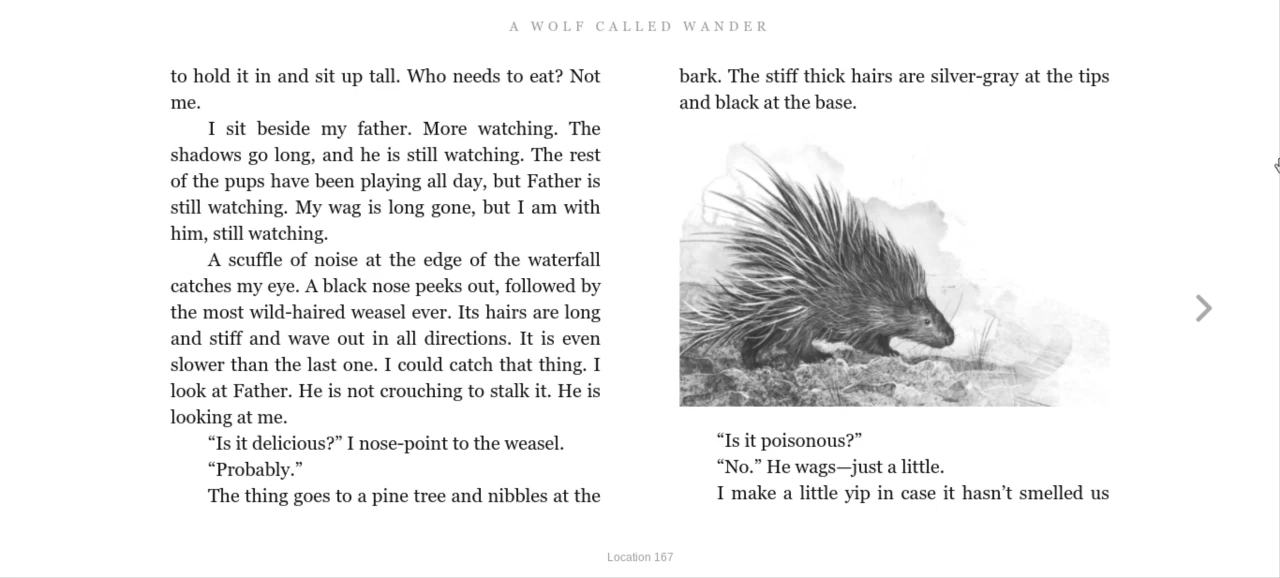 A WOLF CALLED WANDER
to hold it in and sit up tall. Who needs to eat? Not
me.
I sit beside my father. More watching. The
shadows go long, and he is still watching. The rest
of the pups have been playing all day, but Father is
still watching. My wag is long gone, but I am with
him, still watching.
A scuffle of noise at the edge of the waterfall
catches my eye. A black nose peeks out, followed by
the most wild-haired weasel ever. Its hairs are long
and stiff and wave out in all directions. It is even
slower than the last one. I could catch that thing. I
look at Father. He is not crouching to stalk it. He is
looking at me.
“Is it delicious?” I nose-point to the weasel.
“Probably.”
The thing goes to a pine tree and nibbles at the
bark. The stiff thick hairs are silver-gray at the tips
and black at the base.
“Is it poisonous?”
“No.” He wags—just a little.
I make a little yip in case it hasn’t smelled us
Location 167